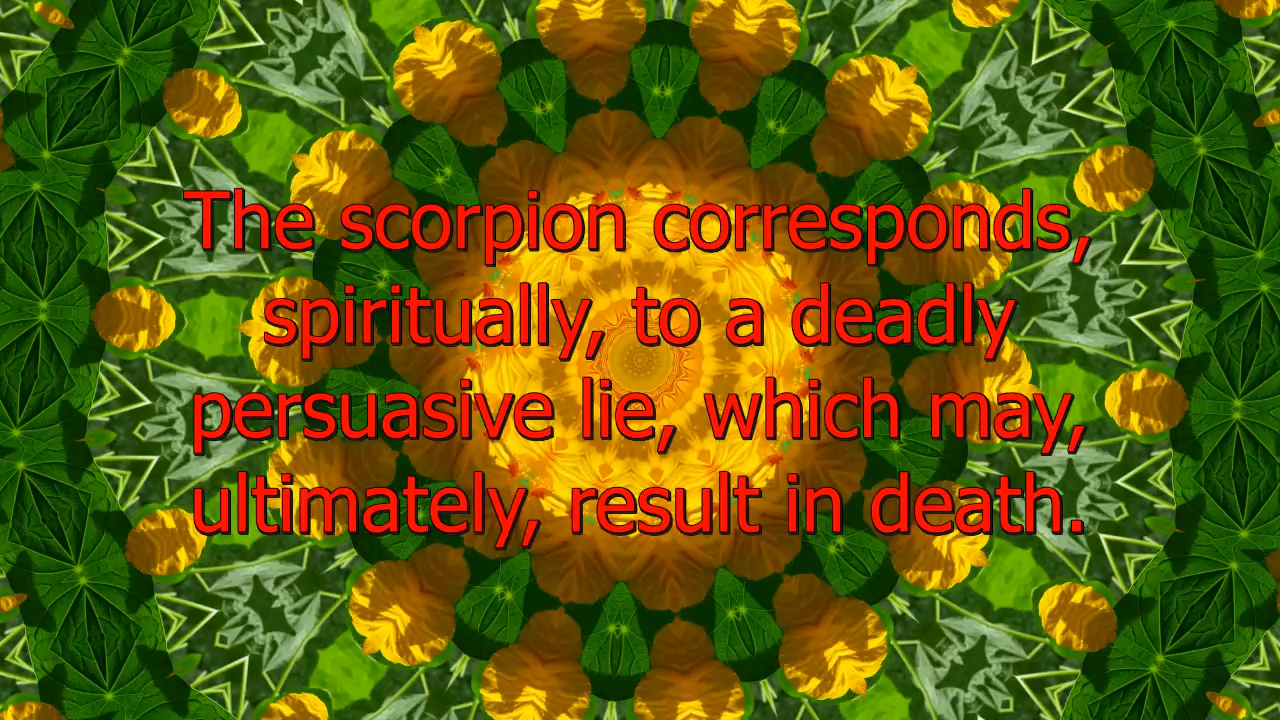 The scorpion corresponds,
spiritually, to a deadly
persuasive lie, which may,
ultimately, result in death.